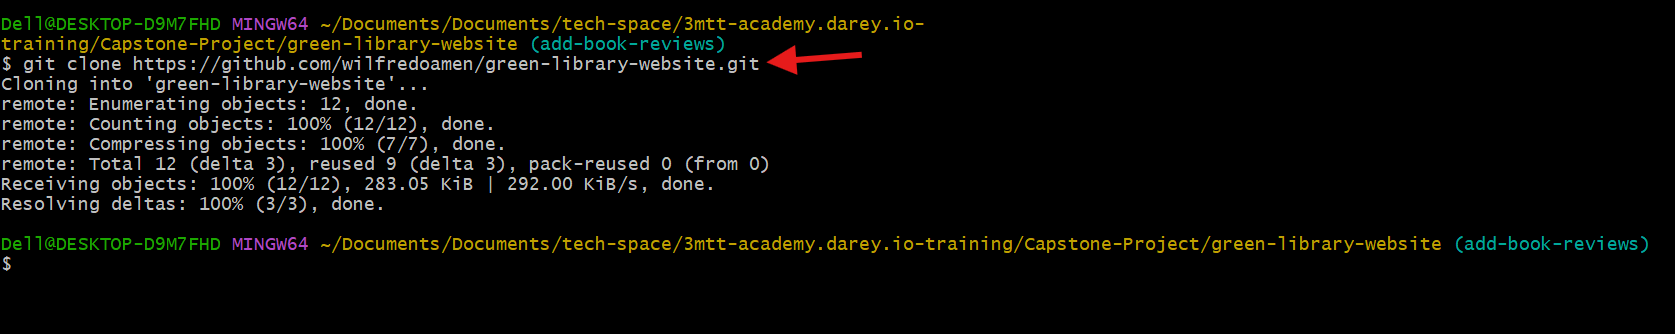 Dell@DESKTOP-D9M7FHD MINGW64 ~/Documents/Documents/tech-space/3mtt-academy.darey.io-
training/Capstone-Project/green-library-website (add-book-reviews)
$ git clone https://github.com/wilfredoamen/green-library-website.git
Cloning into 'green-library-website'...
remote: Enumerating objects: 12, done.
remote: Counting objects: 100% (12/12), done.
remote: Compressing objects: 100% (7/7), done.
remote: Total 12 (delta 3), reused 9 (delta 3), pack-reused 0 (from 0)
Receiving objects: 100% (12/12), 283.05 KiB | 292.00 KiB/s, done.
Resolving deltas: 100% (3/3), done.
Dell@DESKTOP-D9M7FHD MINGW64 ~/Documents/Documents/tech-space/3mtt-academy.darey.io-training/Capstone-Project/green-library-website (add-book-reviews)
$